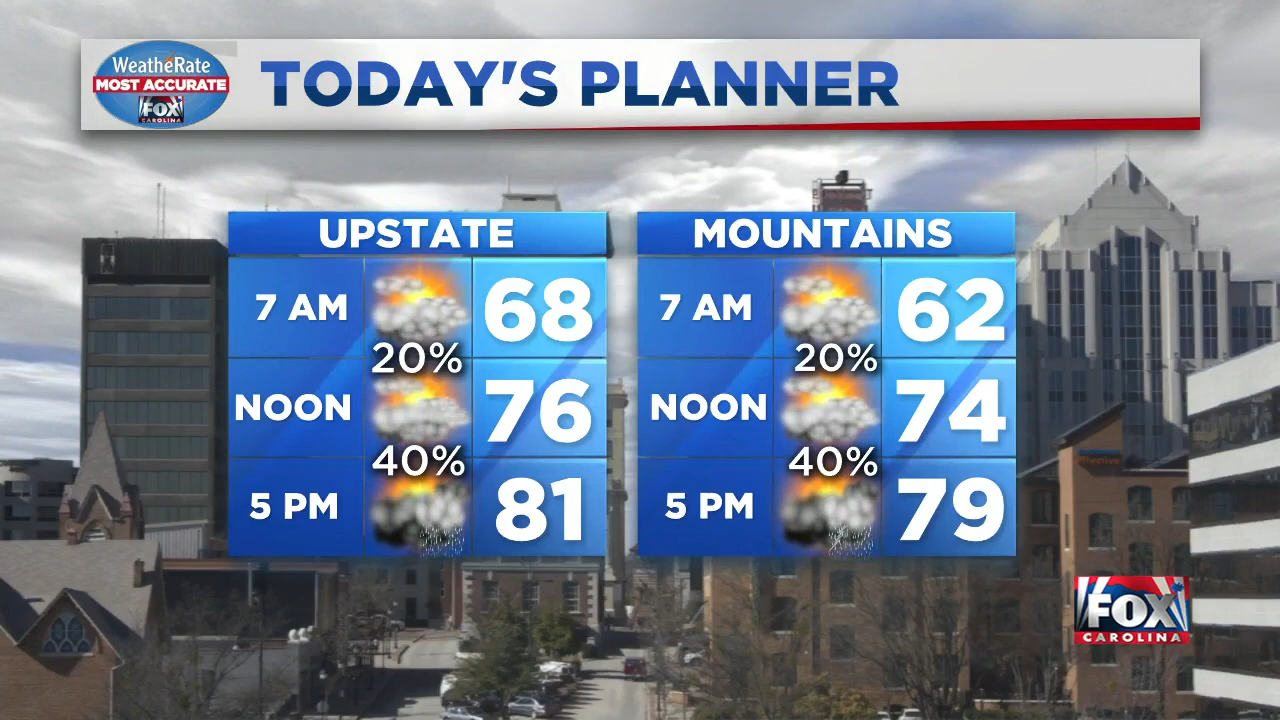 WeatheRate
MOST ACCURATE
FOX
CAROLINA
TODAY'S PLANNER
UPSTATE
7 AM
68
20%
NOON
76
40%
5 PM
81
MOUNTAINS
7 AM
62
20%
NOON
74
40%
5 PM
79
FOX
CAROLINA